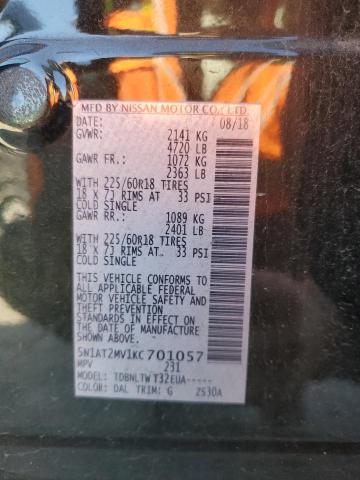 MFD BY NISSAN MOTOR CO., LTD
DATE: 08/18
GVWR: 2141 KG
4720 LB
GAWR FR: 1072 KG
2363 LB
WITH 225/60R18 TIRES
18 X 7J RIMS AT 33 PSI
COLD SINGLE
GAWR RR: 1089 KG
2401 LB
WITH 225/60R18 TIRES
18 X 7J RIMS AT 33 PSI
COLD SINGLE
THIS VEHICLE CONFORMS TO
ALL APPLICABLE FEDERAL
MOTOR VEHICLE SAFETY AND
THEFT PREVENTION
STANDARDS IN EFFECT ON
THE DATE OF MANUFACTURE
SHOWN ABOVE.
5N1AT2MV1KC701057
MPV 231
MODEL: TDBNLTWT32EUA-----
COLOR: DAL TRIM: G 2S30A